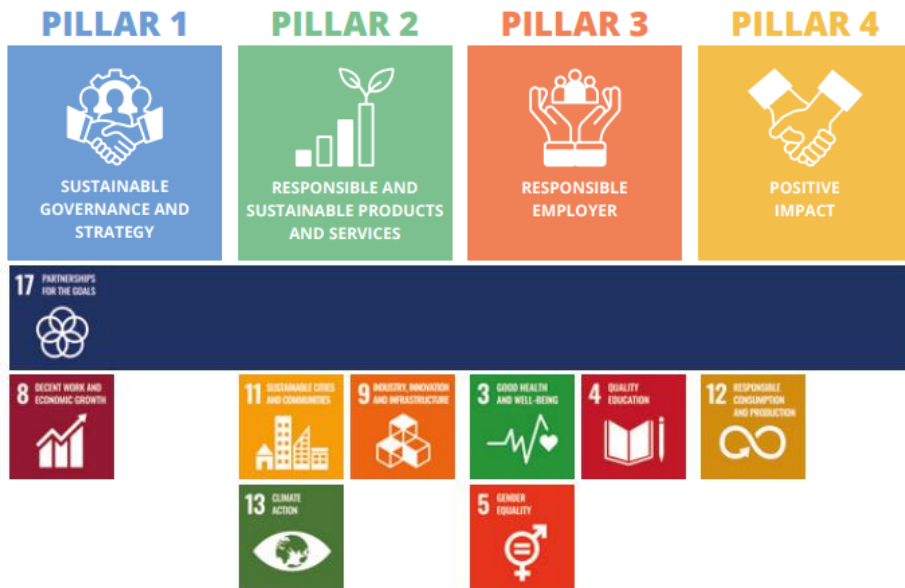 PILLAR 1
PILLAR 2
PILLAR 3
PILLAR 4
SUSTAINABLE
GOVERNANCE AND
STRATEGY
RESPONSIBLE AND
SUSTAINABLE PRODUCTS
AND SERVICES
RESPONSIBLE
EMPLOYER
POSITIVE
IMPACT
17 PARTNERSHIPS
FOR THE GOALS
8 DECENT WORK AND
ECONOMIC GROWTH
11 SUSTAINABLE CITIES
AND COMMUNITIES
9 INDUSTRY, INNOVATION
AND INFRASTRUCTURE
3 GOOD HEALTH
AND WELL-BEING
4 QUALITY
EDUCATION
12 RESPONSIBLE
CONSUMPTION
AND PRODUCTION
13 CLIMATE
ACTION
5 GENDER
EQUALITY